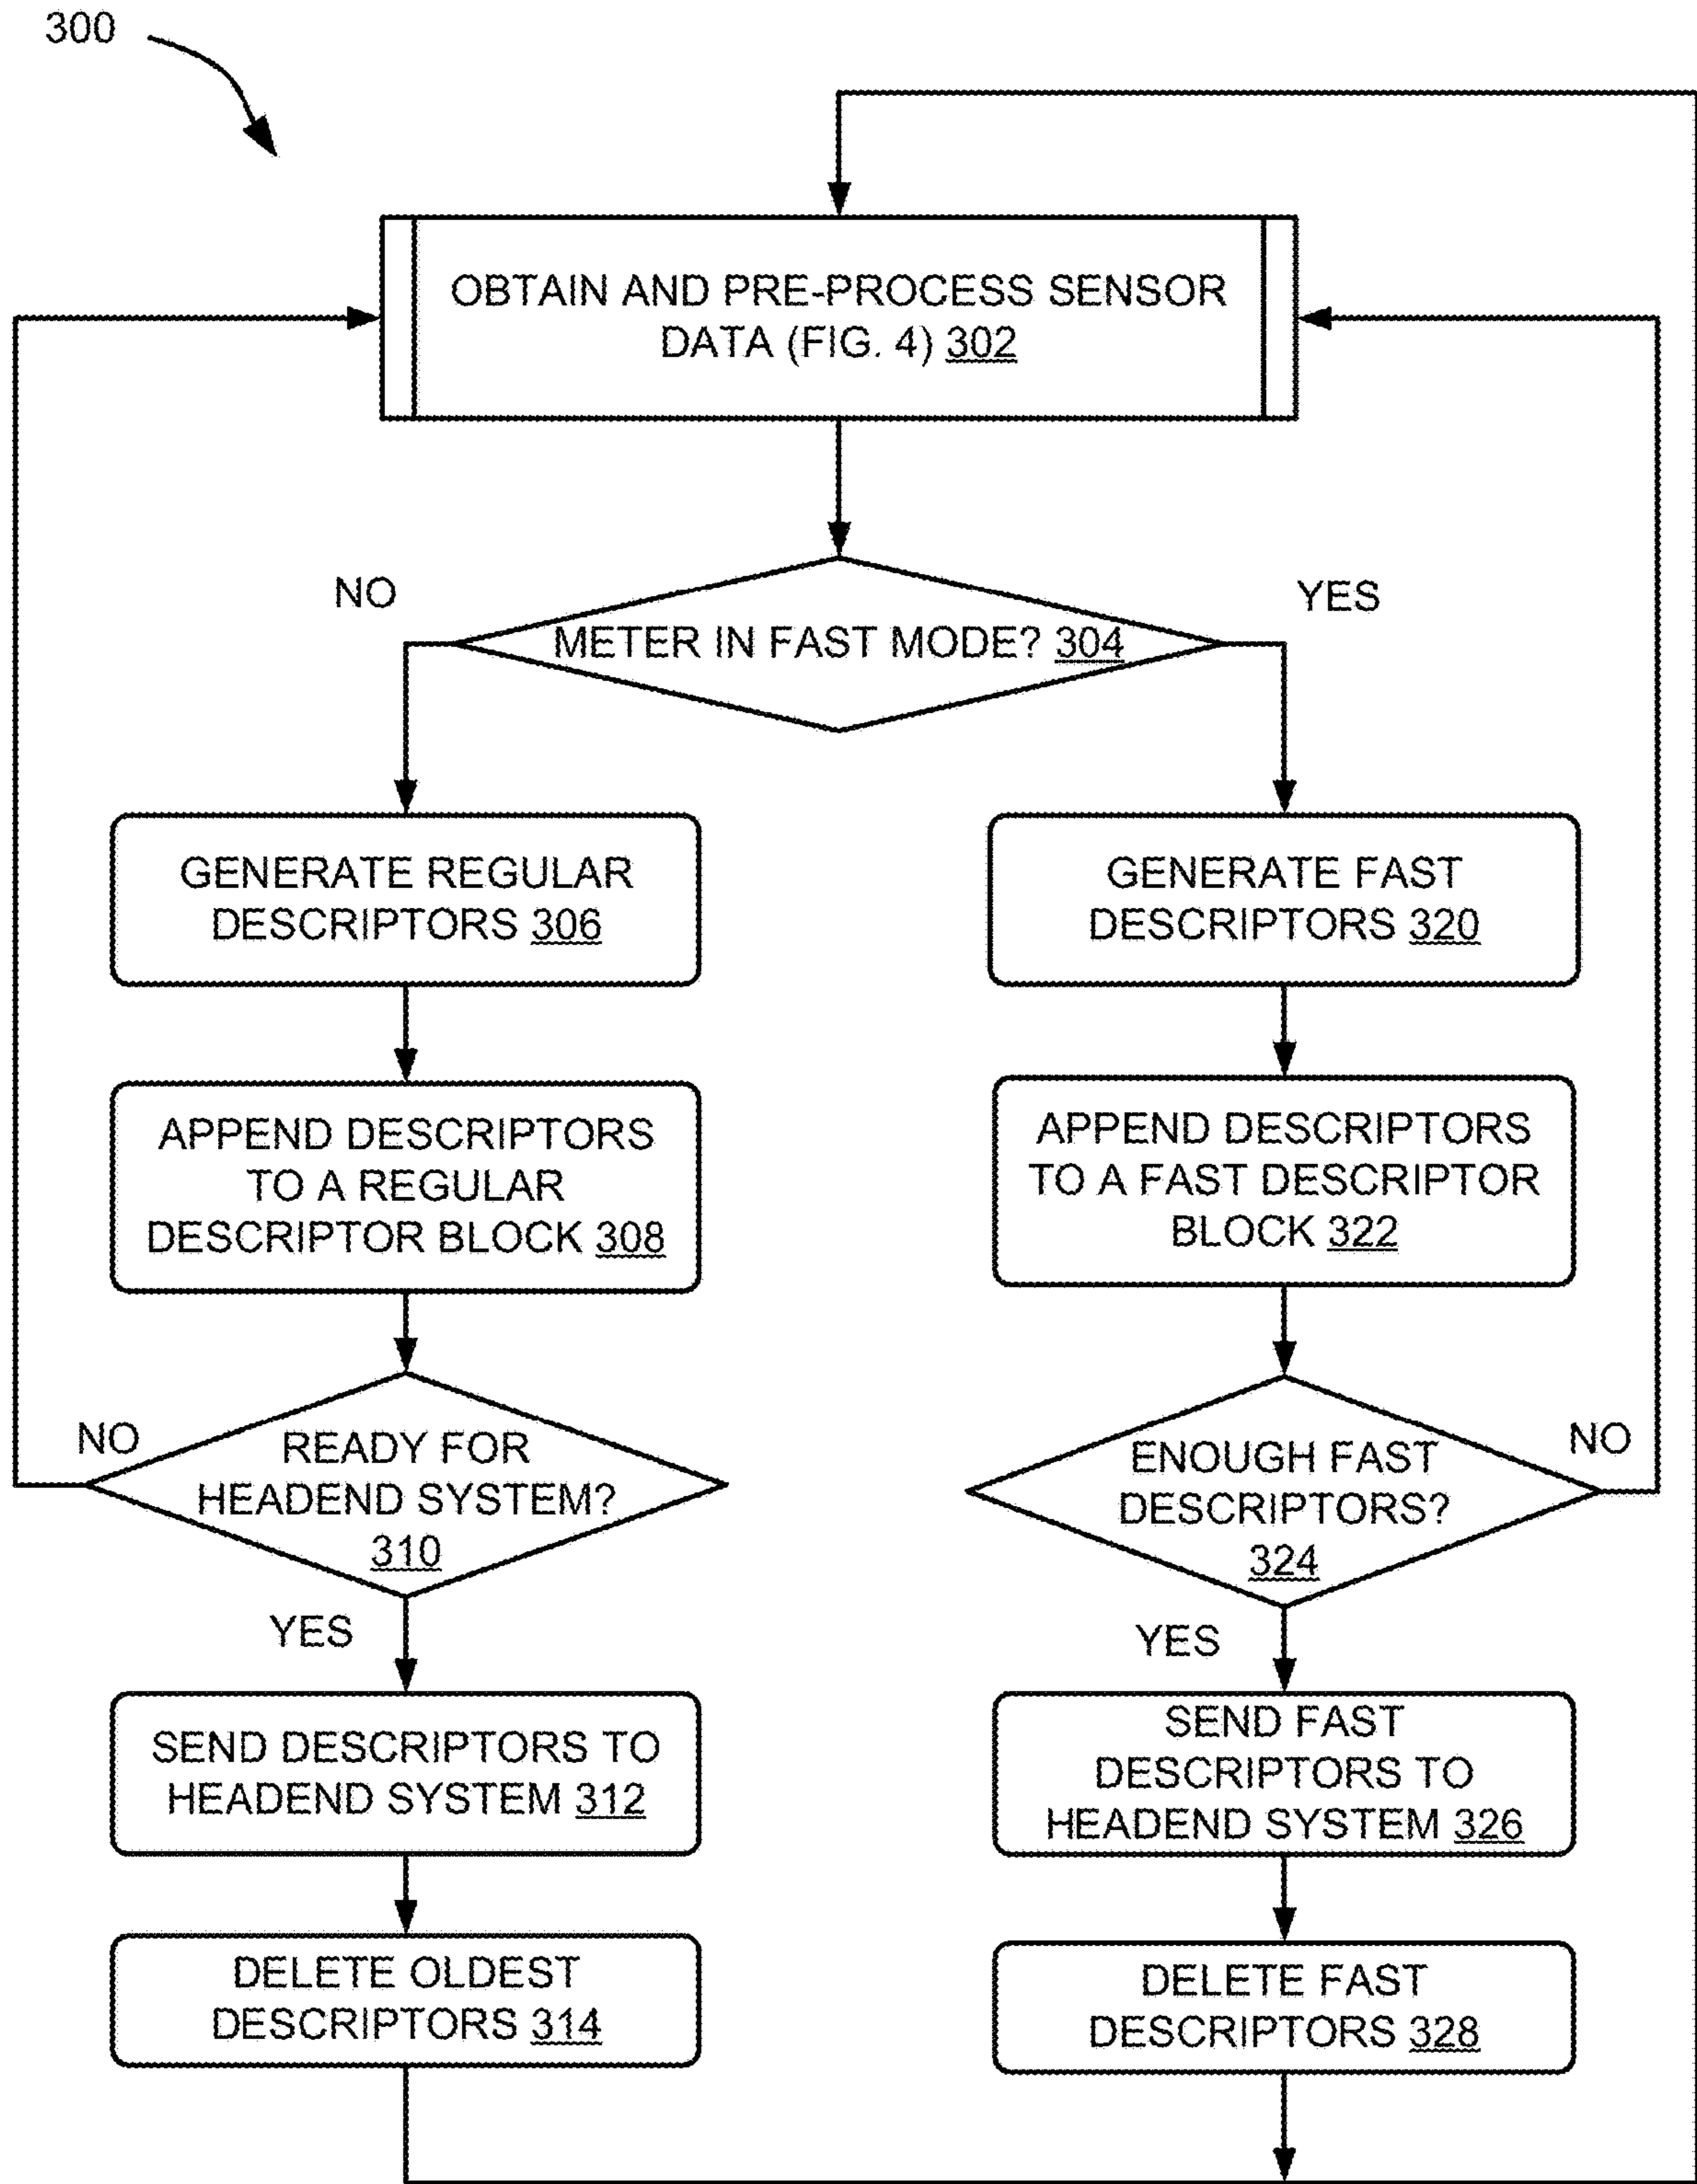 300
OBTAIN AND PRE-PROCESS SENSOR
DATA (FIG. 4) 302
NO
YES
METER IN FAST MODE? 304
GENERATE REGULAR
DESCRIPTORS 306
GENERATE FAST
DESCRIPTORS 320
APPEND DESCRIPTORS
TO A REGULAR
DESCRIPTOR BLOCK 308
APPEND DESCRIPTORS
TO A FAST DESCRIPTOR
BLOCK 322
NO
READY FOR
HEADEND SYSTEM?
310
ENOUGH FAST
DESCRIPTORS?
324
NO
YES
YES
SEND DESCRIPTORS TO
HEADEND SYSTEM 312
SEND FAST
DESCRIPTORS TO
HEADEND SYSTEM 326
DELETE OLDEST
DESCRIPTORS 314
DELETE FAST
DESCRIPTORS 328